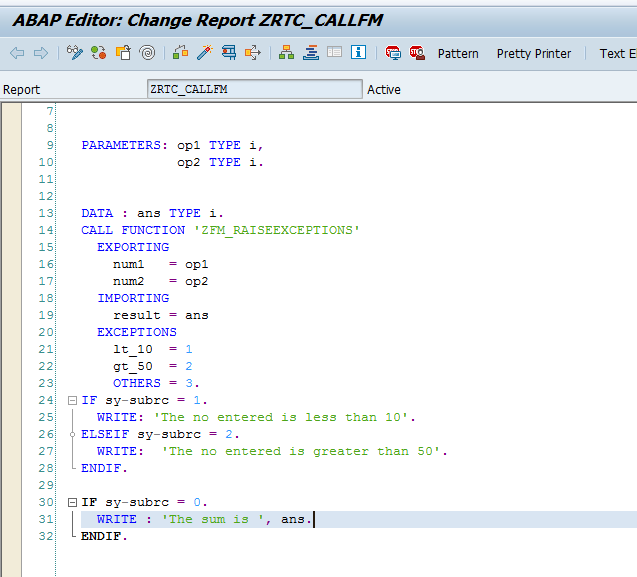 ABAP Editor: Change Report ZRTC_CALLFM
Pattern Pretty Printer Text E
Report ZRTC_CALLFM Active
7
8
9 PARAMETERS: op1 TYPE i,
10 op2 TYPE i.
11
12
13 DATA : ans TYPE i.
14 CALL FUNCTION 'ZFM_RAISEEXCEPTIONS'
15 EXPORTING
16 num1 = op1
17 num2 = op2
18 IMPORTING
19 result = ans
20 EXCEPTIONS
21 lt_10 = 1
22 gt_50 = 2
23 OTHERS = 3.
24 IF sy-subrc = 1.
25 WRITE: 'The no entered is less than 10'.
26 ELSEIF sy-subrc = 2.
27 WRITE: 'The no entered is greater than 50'.
28 ENDIF.
29
30 IF sy-subrc = 0.
31 WRITE : 'The sum is ', ans.
32 ENDIF.